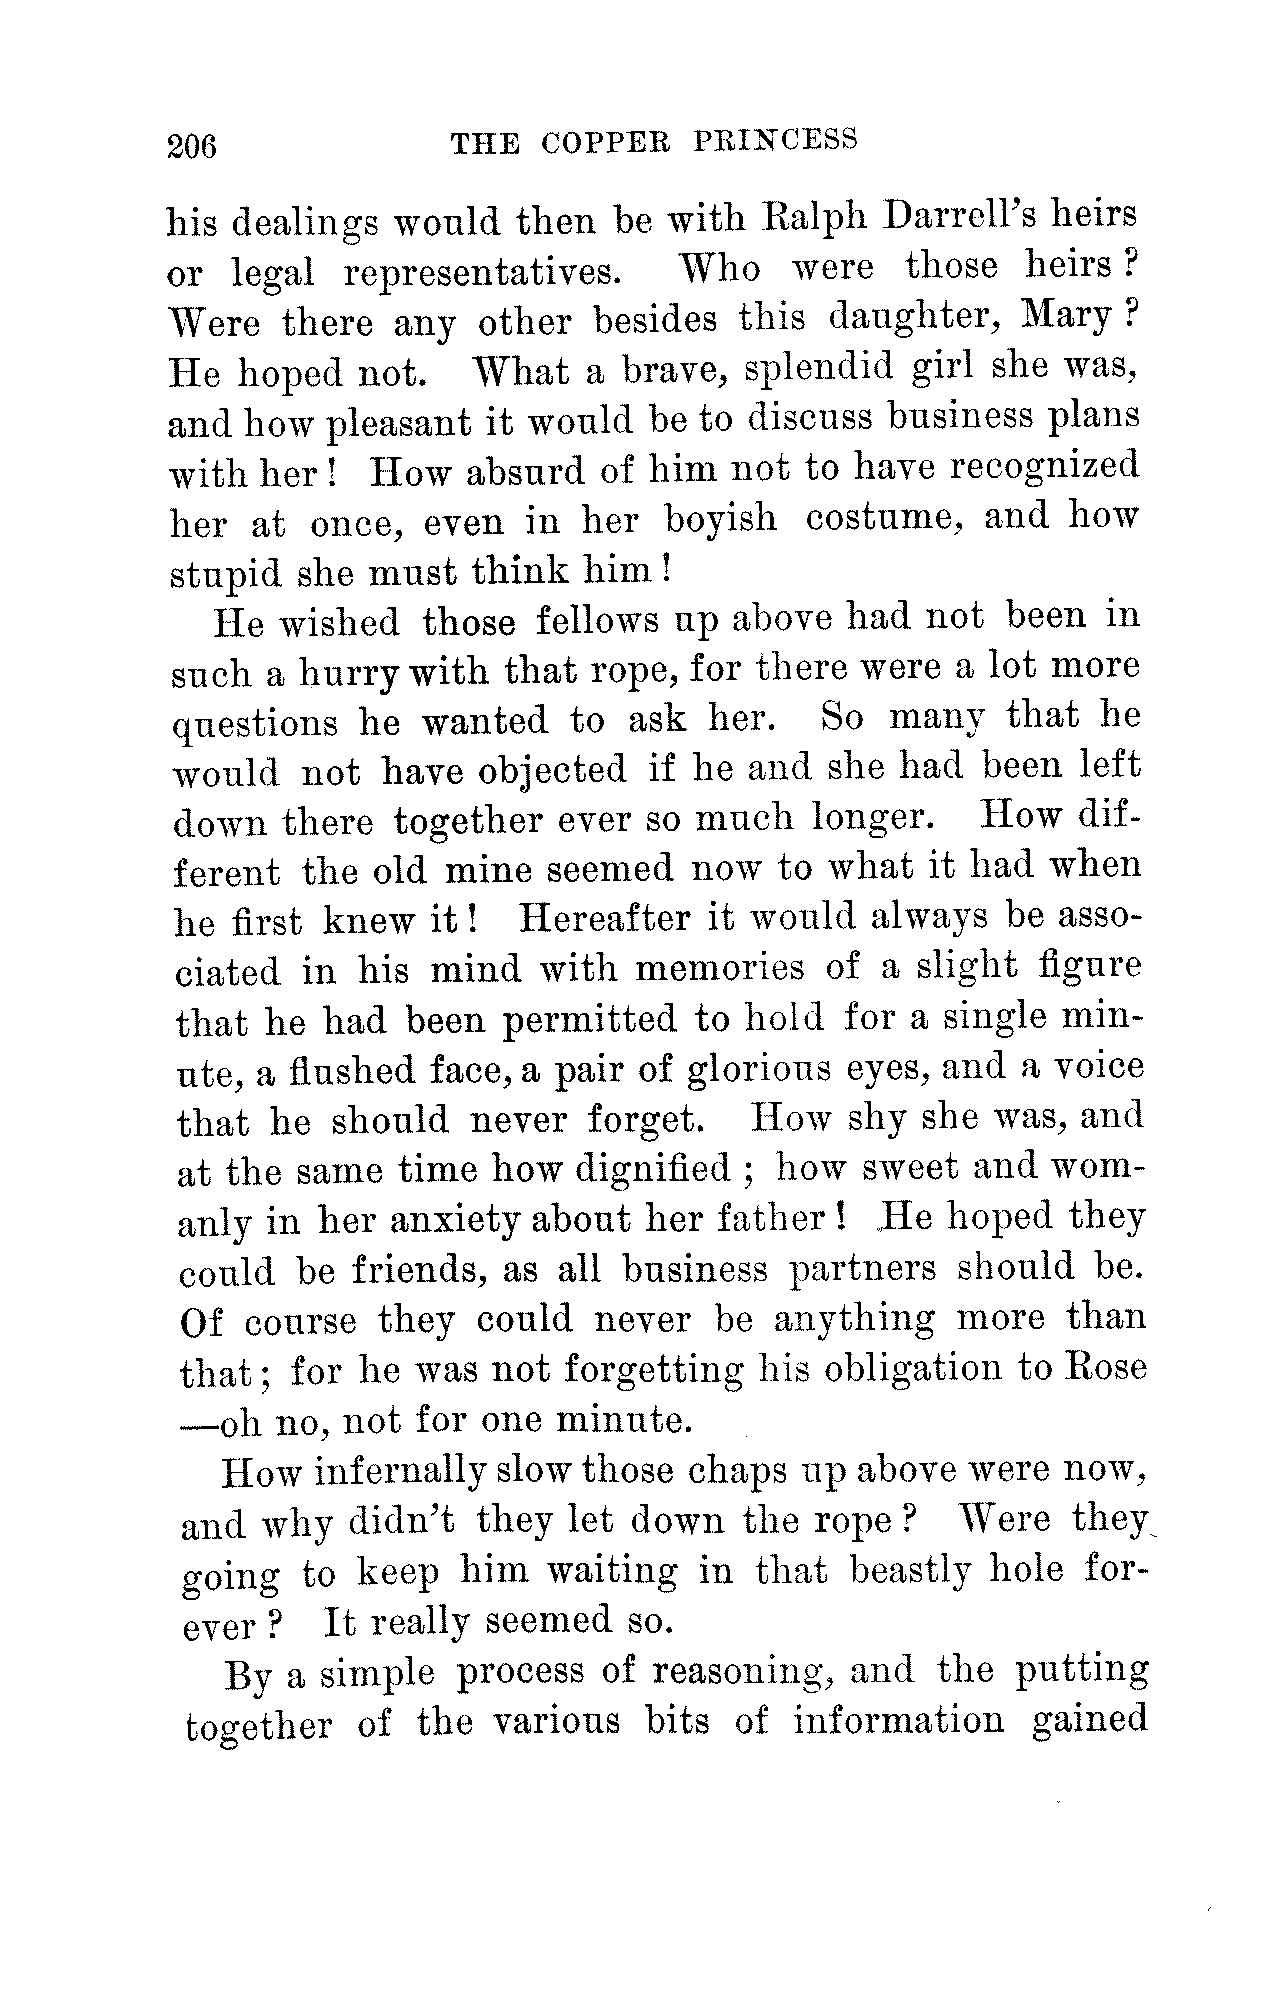 206 THE COPPER PRINCESS
his dealings would then be with Ralph Darrell's heirs
or legal representatives. Who were those heirs ?
Were there any other besides this daughter, Mary ?
He hoped not. What a brave, splendid girl she was,
and how pleasant it would be to discuss business plans
with her ! How absurd of him not to have recognized
her at once, even in her boyish costume, and how
stupid she must think him !
He wished those fellows up above had not been in
such a hurry with that rope, for there were a lot more
questions he wanted to ask her. So many that he
would not have objected if he and she had been left
down there together ever so much longer. How dif-
ferent the old mine seemed now to what it had when
he first knew it ! Hereafter it would always be asso-
ciated in his mind with memories of a slight figure
that he had been permitted to hold for a single min-
ute, a flushed face, a pair of glorious eyes, and a voice
that he should never forget. How shy she was, and
at the same time how dignified ; how sweet and wom-
anly in her anxiety about her father ! He hoped they
could be friends, as all business partners should be.
Of course they could never be anything more than
that ; for he was not forgetting his obligation to Rose
—oh no, not for one minute.
How infernally slow those chaps up above were now,
and why didn't they let down the rope ? Were they
going to keep him waiting in that beastly hole for-
ever ? It really seemed so.
By a simple process of reasoning, and the putting
together of the various bits of information gained